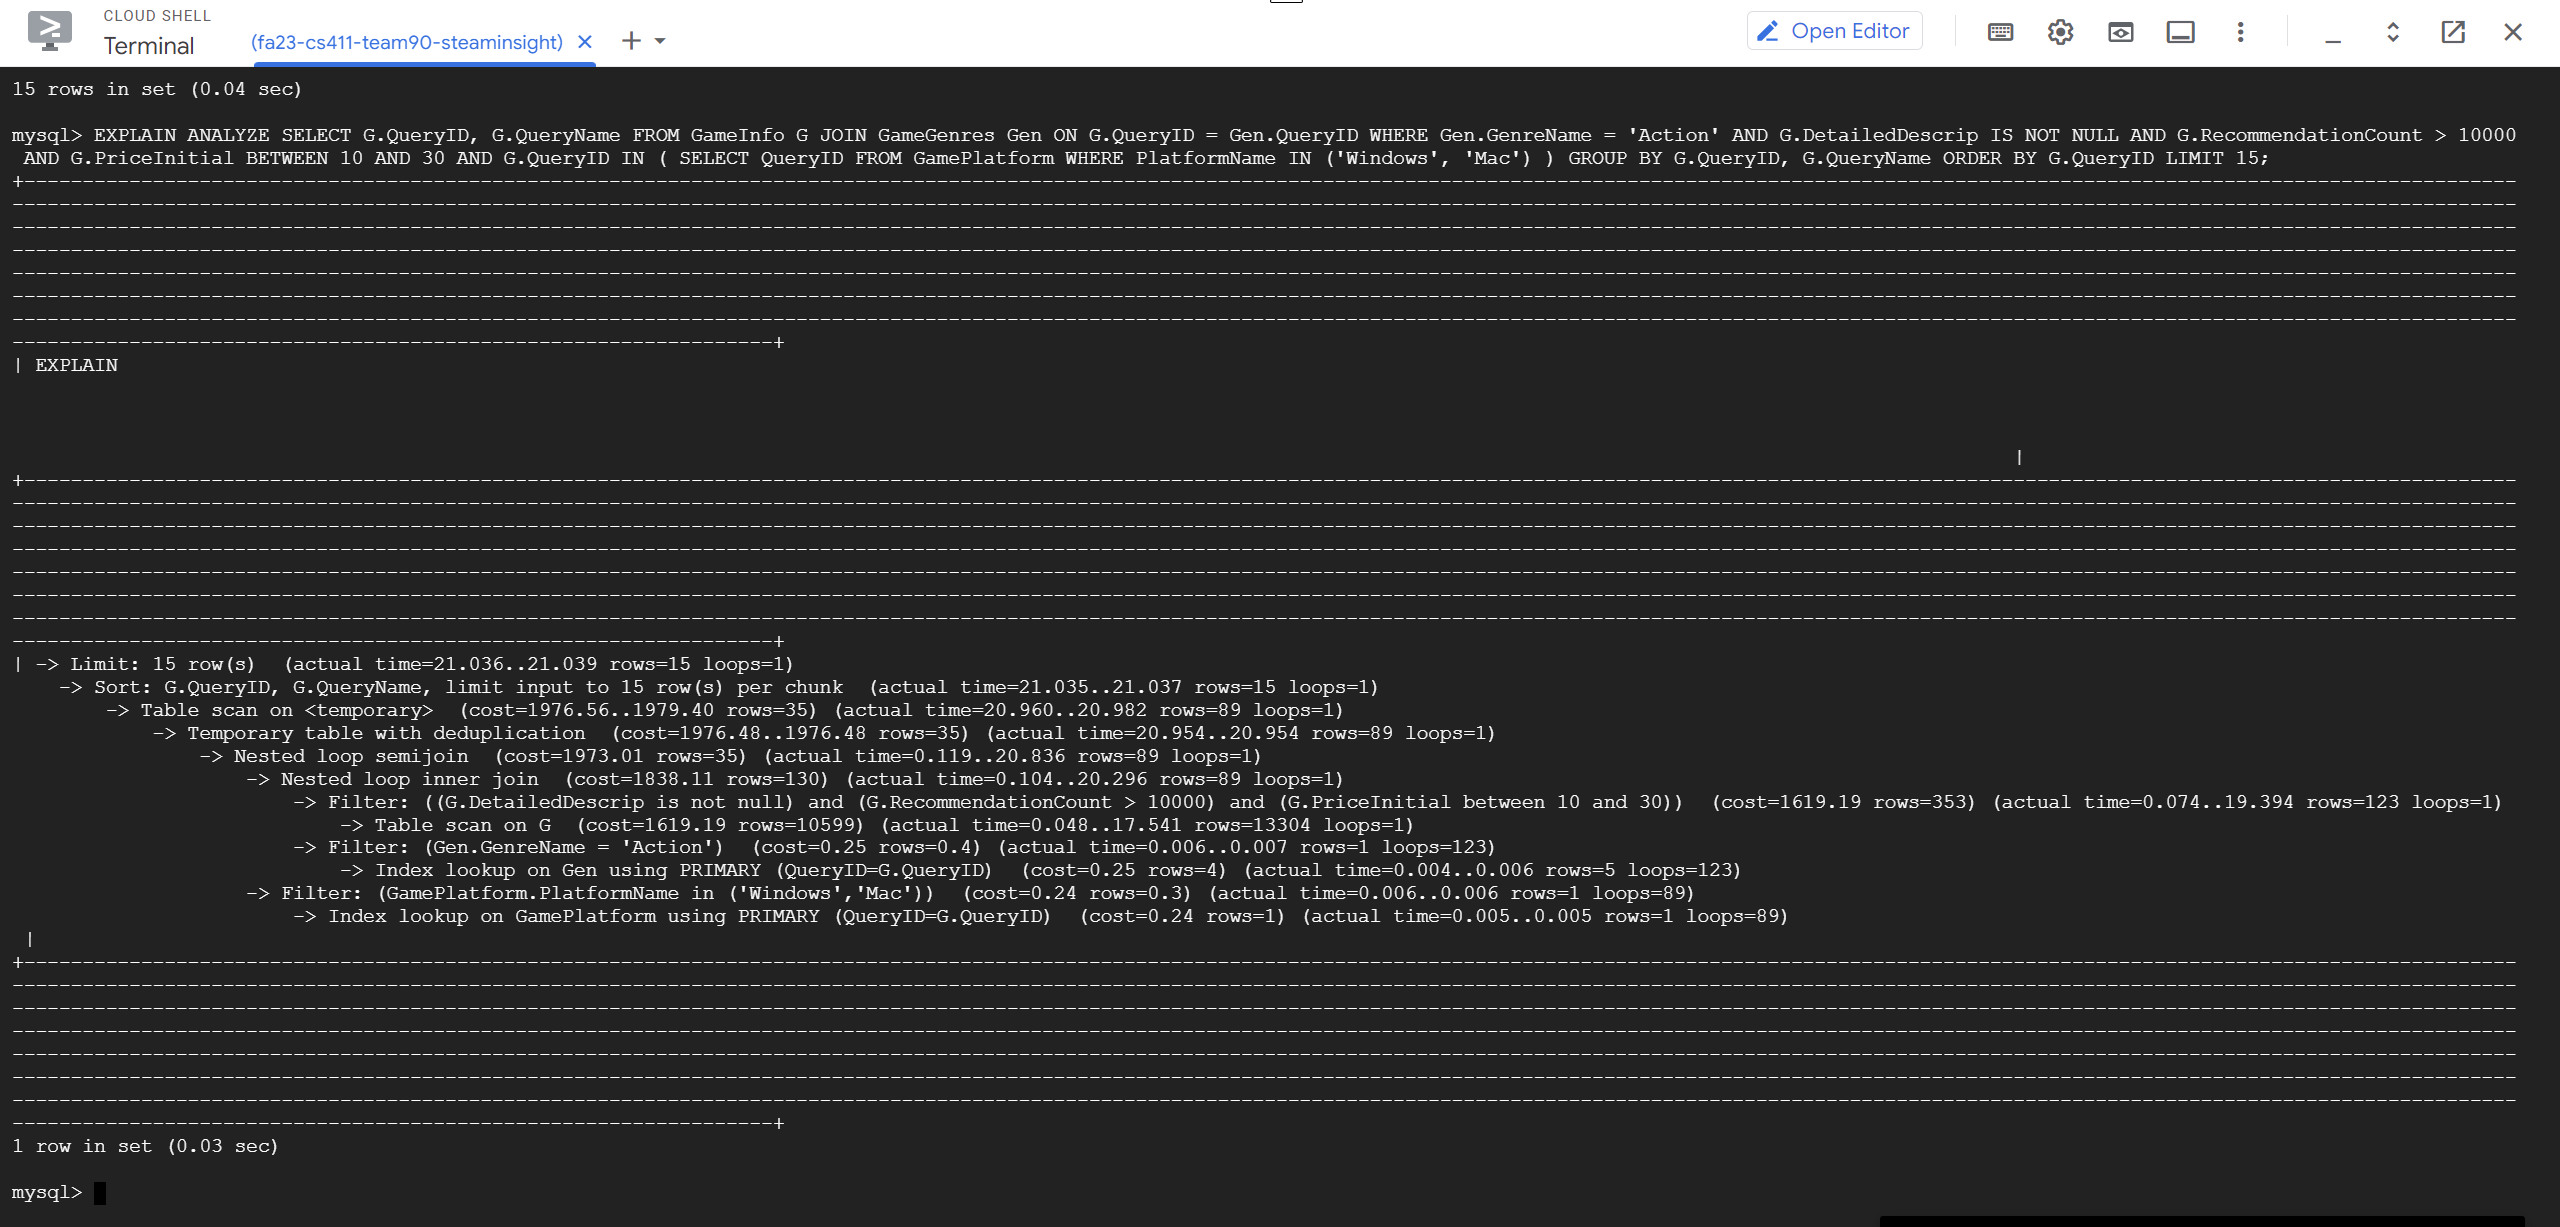 CLOUD SHELL
Terminal
(fa23-cs411-team90-steaminsight)
Open Editor
15 rows in set (0.04 sec)
mysql> EXPLAIN ANALYZE SELECT G.QueryID, G.QueryName FROM GameInfo G JOIN GameGenres Gen ON G.QueryID = Gen.QueryID WHERE Gen.GenreName = 'Action' AND G.DetailedDescrip IS NOT NULL AND G.RecommendationCount > 10000
AND G.PriceInitial BETWEEN 10 AND 30 AND G.QueryID IN ( SELECT QueryID FROM GamePlatform WHERE PlatformName IN ('Windows', 'Mac') ) GROUP BY G.QueryID, G.QueryName ORDER BY G.QueryID LIMIT 15;
| EXPLAIN
|
| -> Limit: 15 row(s)  (actual time=21.036..21.039 rows=15 loops=1)
-> Sort: G.QueryID, G.QueryName, limit input to 15 row(s) per chunk  (actual time=21.035..21.037 rows=15 loops=1)
-> Table scan on <temporary>  (cost=1976.56..1979.40 rows=35) (actual time=20.960..20.982 rows=89 loops=1)
-> Temporary table with deduplication  (cost=1976.48..1976.48 rows=35) (actual time=20.954..20.954 rows=89 loops=1)
-> Nested loop semijoin  (cost=1973.01 rows=35) (actual time=0.119..20.836 rows=89 loops=1)
-> Nested loop inner join  (cost=1838.11 rows=130) (actual time=0.104..20.296 rows=89 loops=1)
-> Filter: ((G.DetailedDescrip is not null) and (G.RecommendationCount > 10000) and (G.PriceInitial between 10 and 30))  (cost=1619.19 rows=353) (actual time=0.074..19.394 rows=123 loops=1)
-> Table scan on G  (cost=1619.19 rows=10599) (actual time=0.048..17.541 rows=13304 loops=1)
-> Filter: (Gen.GenreName = 'Action')  (cost=0.25 rows=0.4) (actual time=0.006..0.007 rows=1 loops=123)
-> Index lookup on Gen using PRIMARY (QueryID=G.QueryID)  (cost=0.25 rows=4) (actual time=0.004..0.006 rows=5 loops=123)
-> Filter: (GamePlatform.PlatformName in ('Windows','Mac'))  (cost=0.24 rows=0.3) (actual time=0.006..0.006 rows=1 loops=89)
-> Index lookup on GamePlatform using PRIMARY (QueryID=G.QueryID)  (cost=0.24 rows=1) (actual time=0.005..0.005 rows=1 loops=89)
|
1 row in set (0.03 sec)
mysql>